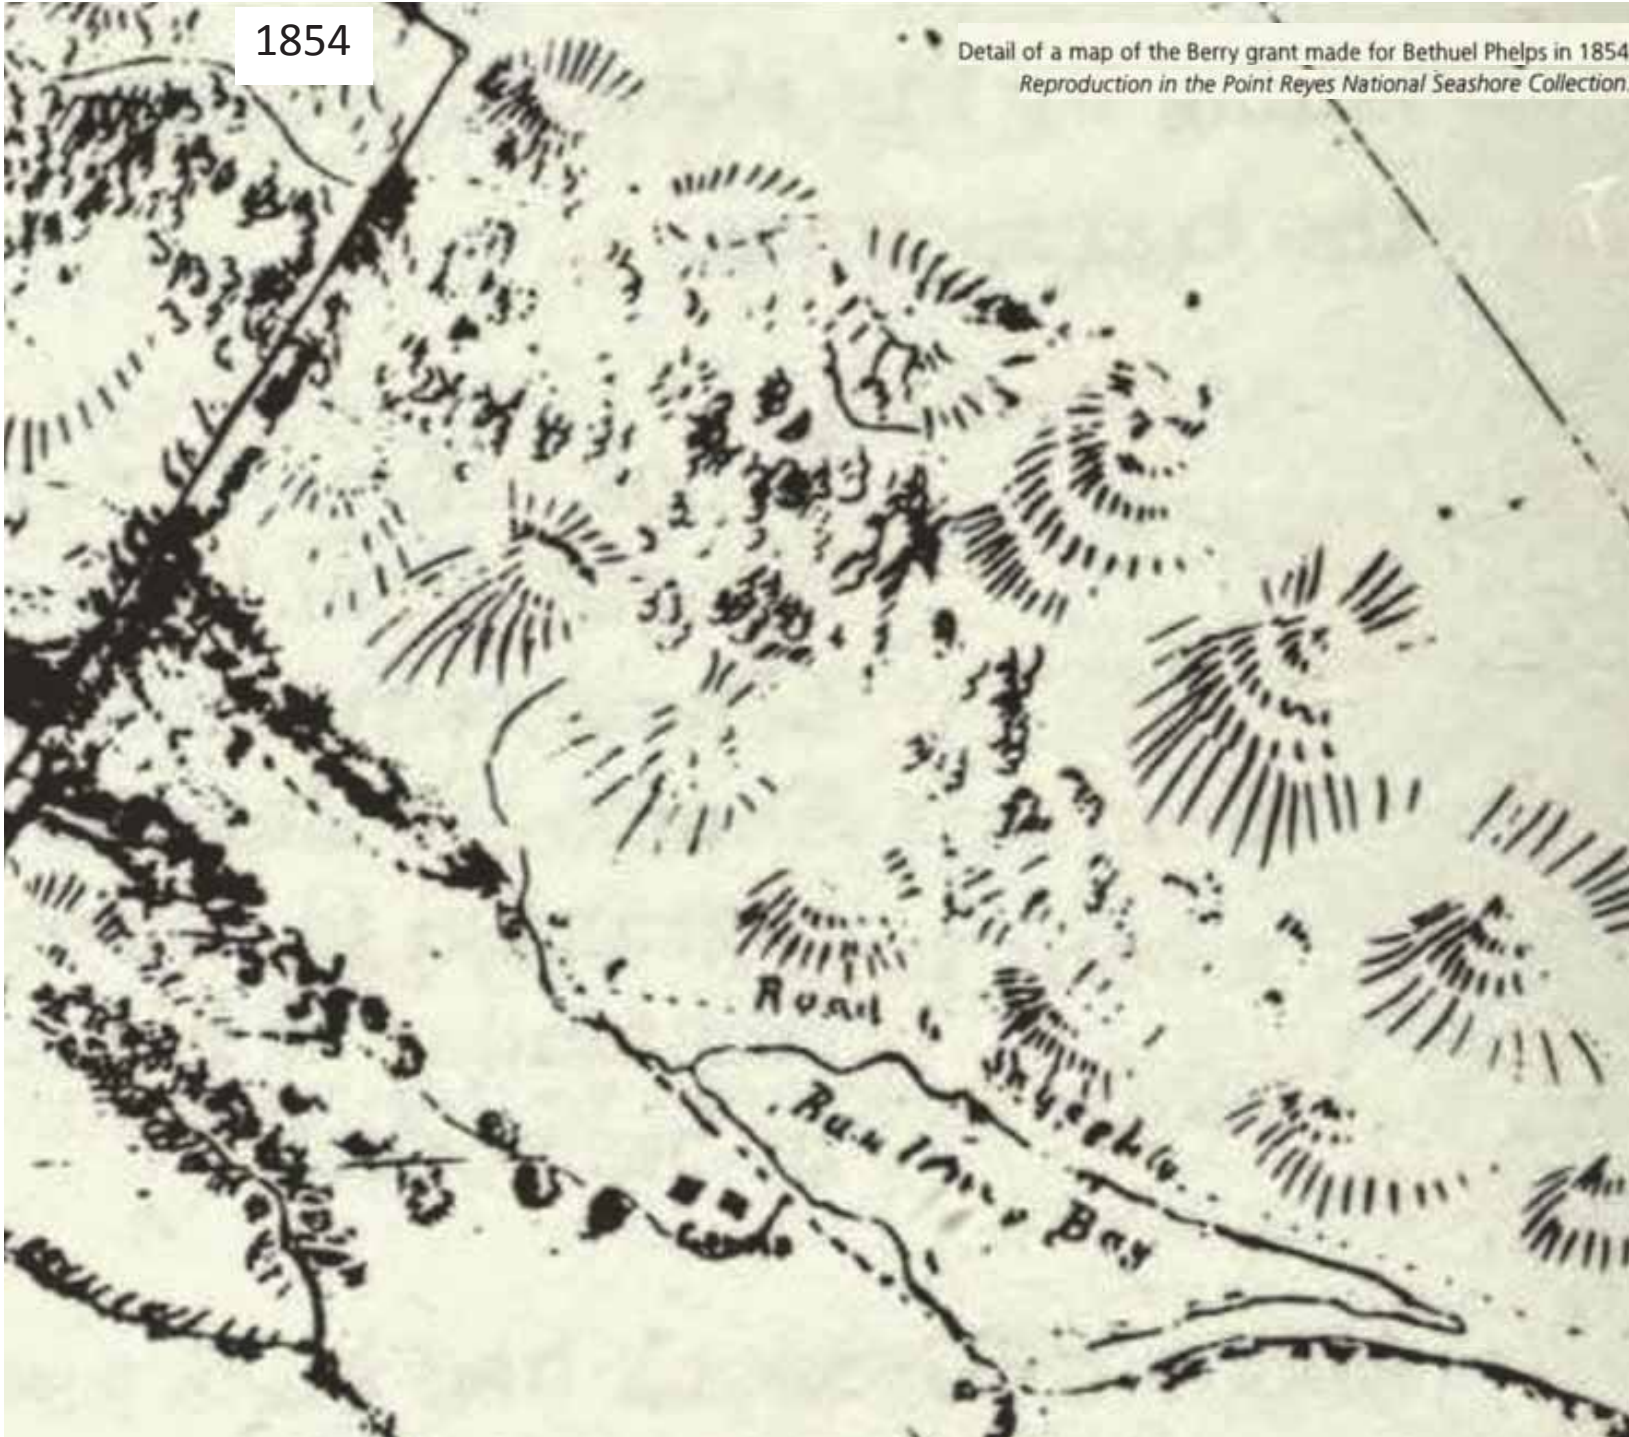 1854
Detail of a map of the Berry grant made for Bethuel Phelps in 1854
Reproduction in the Point Reyes National Seashore Collection.
Road
Bay